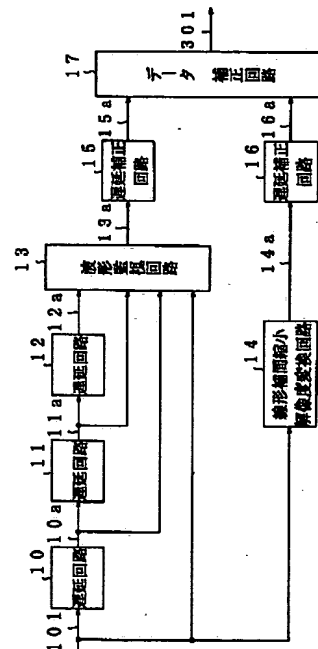 101
10
遅延回路
10a
11
遅延回路
11a
12
遅延回路
12a
13
波形監視回路
13a
14
線形補間縮小
解像度変換回路
14a
15
遅延補正
回路
15a
16
遅延補正
回路
16a
17
データ
補正回路
301